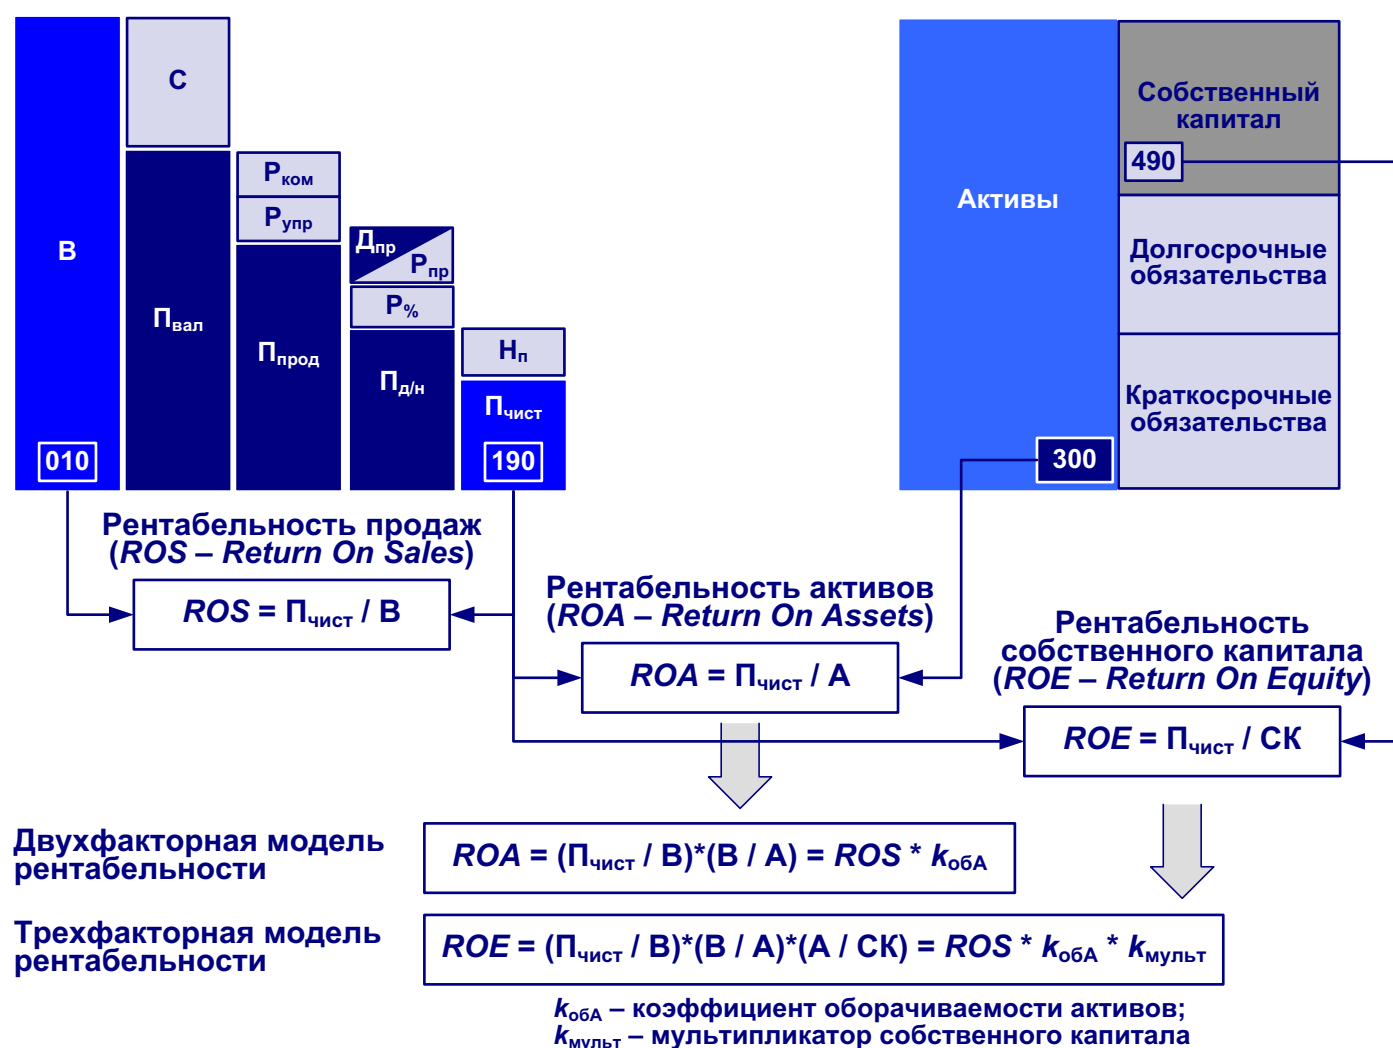 В
С
Пвал
Рком
Рупр
Ппрод
Дпр
Рпр
Р%
Пд/н
Нп
Пчист
010
190
Активы
300
Собственный
капитал
490
Долгосрочные
обязательства
Краткосрочные
обязательства
Рентабельность продаж
(ROS – Return On Sales)
ROS = Пчист / В
Рентабельность активов
(ROA – Return On Assets)
ROA = Пчист / А
Рентабельность
собственного капитала
(ROE – Return On Equity)
ROE = Пчист / СК
Двухфакторная модель
рентабельности
ROA = (Пчист / В)*(В / А) = ROS * kобА
Трехфакторная модель
рентабельности
ROE = (Пчист / В)*(В / А)*(А / СК) = ROS * kобА * kмульт
kобА – коэффициент оборачиваемости активов;
kмульт – мультипликатор собственного капитала